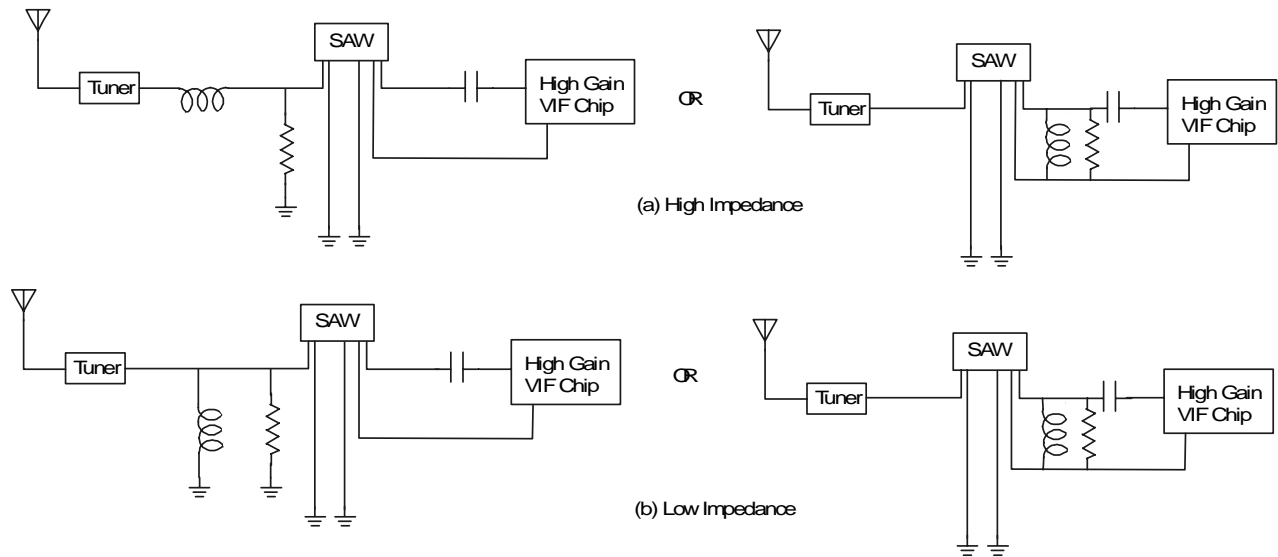 SAW
Tuner
High Gain
VIF Chip
OR
SAW
Tuner
High Gain
VIF Chip
(a) High Impedance
SAW
Tuner
High Gain
VIF Chip
OR
SAW
Tuner
High Gain
VIF Chip
(b) Low Impedance